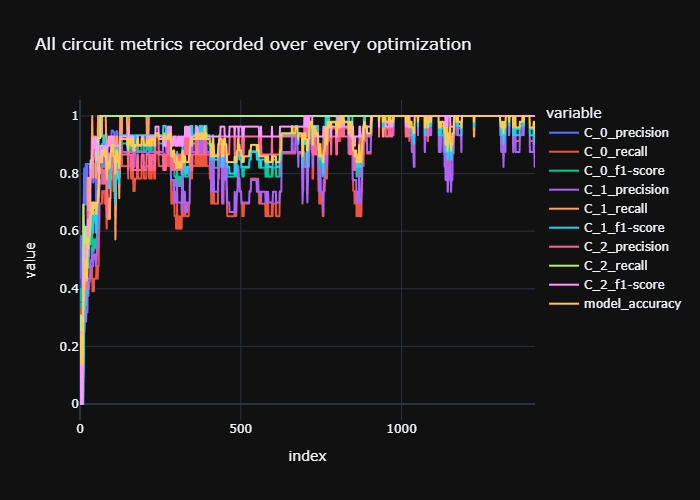 All circuit metrics recorded over every optimization
variable
C_0_precision
C_0_recall
C_0_f1-score
C_1_precision
C_1_recall
C_1_f1-score
C_2_precision
C_2_recall
C_2_f1-score
model_accuracy
value
1
0.8
0.6
0.4
0.2
0
0 500 1000
index